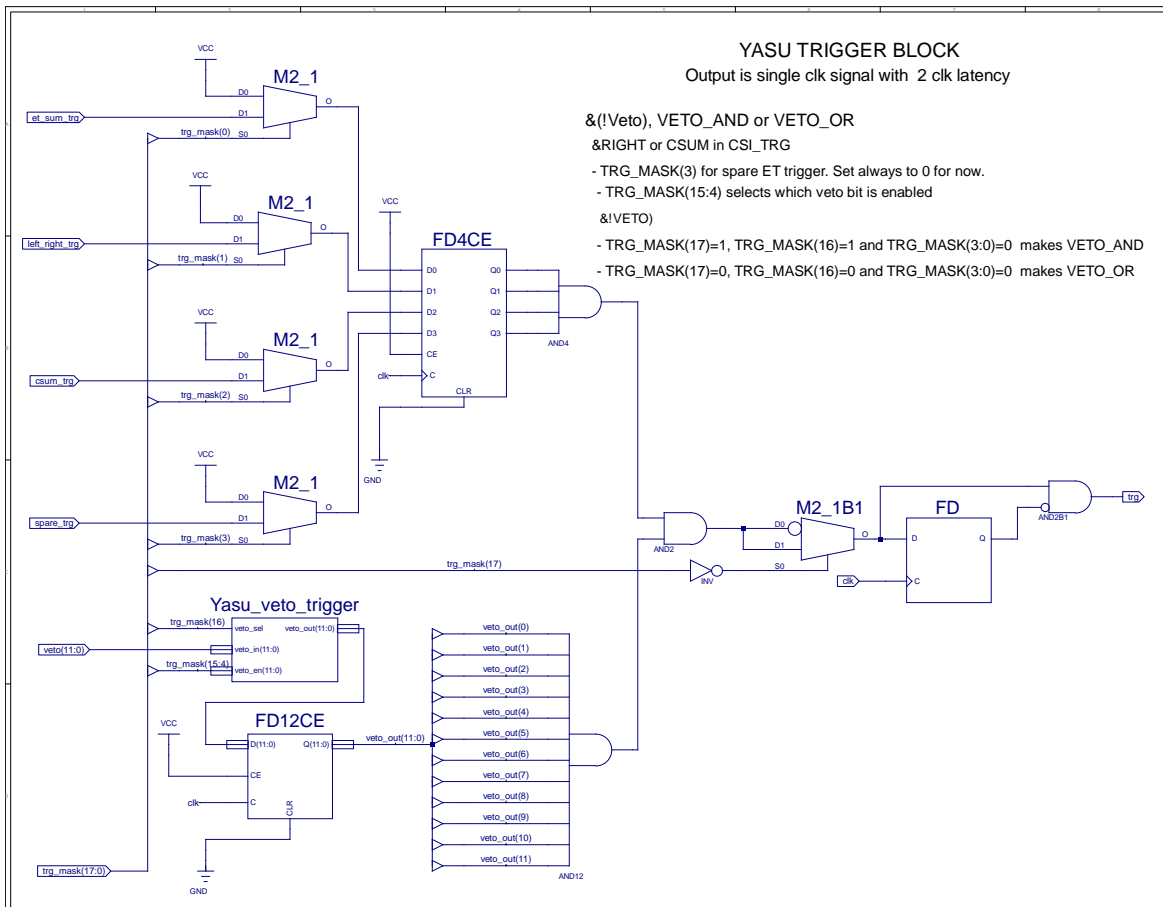 YASU TRIGGER BLOCK
Output is single clk signal with 2 clk latency
&(!Veto), VETO_AND or VETO_OR
&RIGHT or CSUM in CSI_TRG
- TRG_MASK(3) for spare ET trigger. Set always to 0 for now.
- TRG_MASK(15:4) selects which veto bit is enabled
&!VETO)
- TRG_MASK(17)=1, TRG_MASK(16)=1 and TRG_MASK(3:0)=0 makes VETO_AND
- TRG_MASK(17)=0, TRG_MASK(16)=0 and TRG_MASK(3:0)=0 makes VETO_OR
VCC
M2_1
D0
O
et_sum_trg
D1
trg_mask(0)
S0
VCC
M2_1
D0
O
left_right_trg
D1
trg_mask(1)
S0
VCC
FD4CE
D0
Q0
D1
Q1
D2
Q2
D3
Q3
CE
clk
C
CLR
GND
AND4
VCC
M2_1
D0
O
csum_trg
D1
trg_mask(2)
S0
VCC
M2_1
D0
O
spare_trg
D1
trg_mask(3)
S0
trg_mask(17)
INV
AND2
M2_1B1
D0
D1
O
S0
FD
D
Q
clk
C
AND2B1
trg
Yasu_veto_trigger
trg_mask(16)
veto_sel
veto_out(11:0)
veto(11:0)
veto_in(11:0)
trg_mask(15:4)
veto_en(11:0)
VCC
FD12CE
D(11:0)
Q(11:0)
veto_out(11:0)
CE
clk
C
CLR
GND
veto_out(0)
veto_out(1)
veto_out(2)
veto_out(3)
veto_out(4)
veto_out(5)
veto_out(6)
veto_out(7)
veto_out(8)
veto_out(9)
veto_out(10)
veto_out(11)
AND12
trg_mask(17:0)